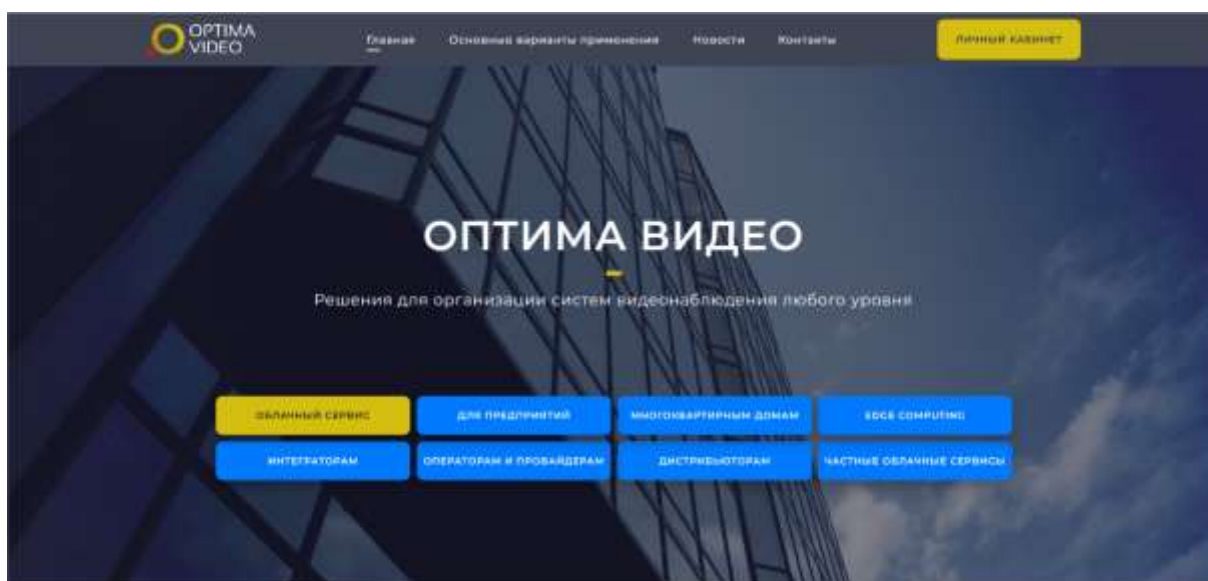 OPTIMA
VIDEO
Главная Основные варианты применения Новости Контакты ЛИЧНЫЙ КАБИНЕТ
ОПТИМА ВИДЕО
Решения для организации систем видеонаблюдения любого уровня
ОБЛАЧНЫЙ СЕРВИС ДЛЯ ПРЕДПРИЯТИЙ МНОГОКВАРТИРНЫМ ДОМАМ EDGE COMPUTING
ИНТЕГРАТОРАМ ОПЕРАТОРАМ И ПРОВАЙДЕРАМ ДИСТРИБЬЮТОРАМ ЧАСТНЫЕ ОБЛАЧНЫЕ СЕРВИСЫ